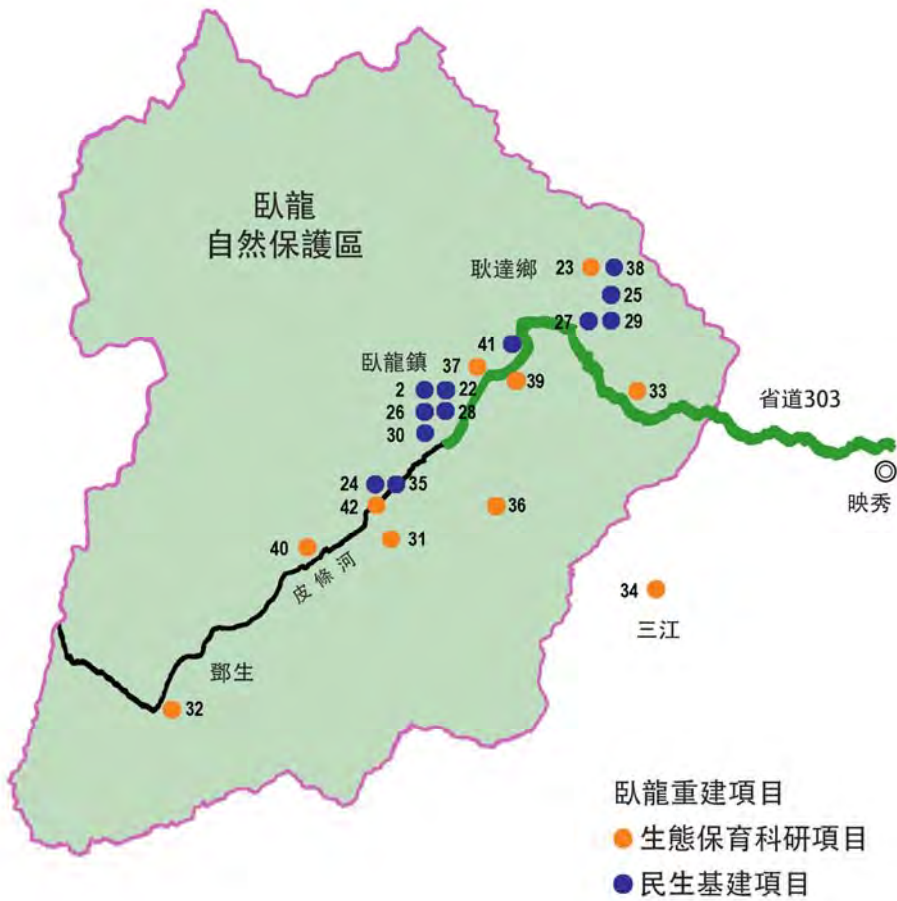 臥龍
自然保護區
耿達鄉
23
38
25
27
29
41
臥龍鎮
37
39
2
22
33
26
28
省道303
30
映秀
24
35
42
36
40
31
皮條河
34
三江
鄧生
32
臥龍重建項目
生態保育科研項目
民生基建項目